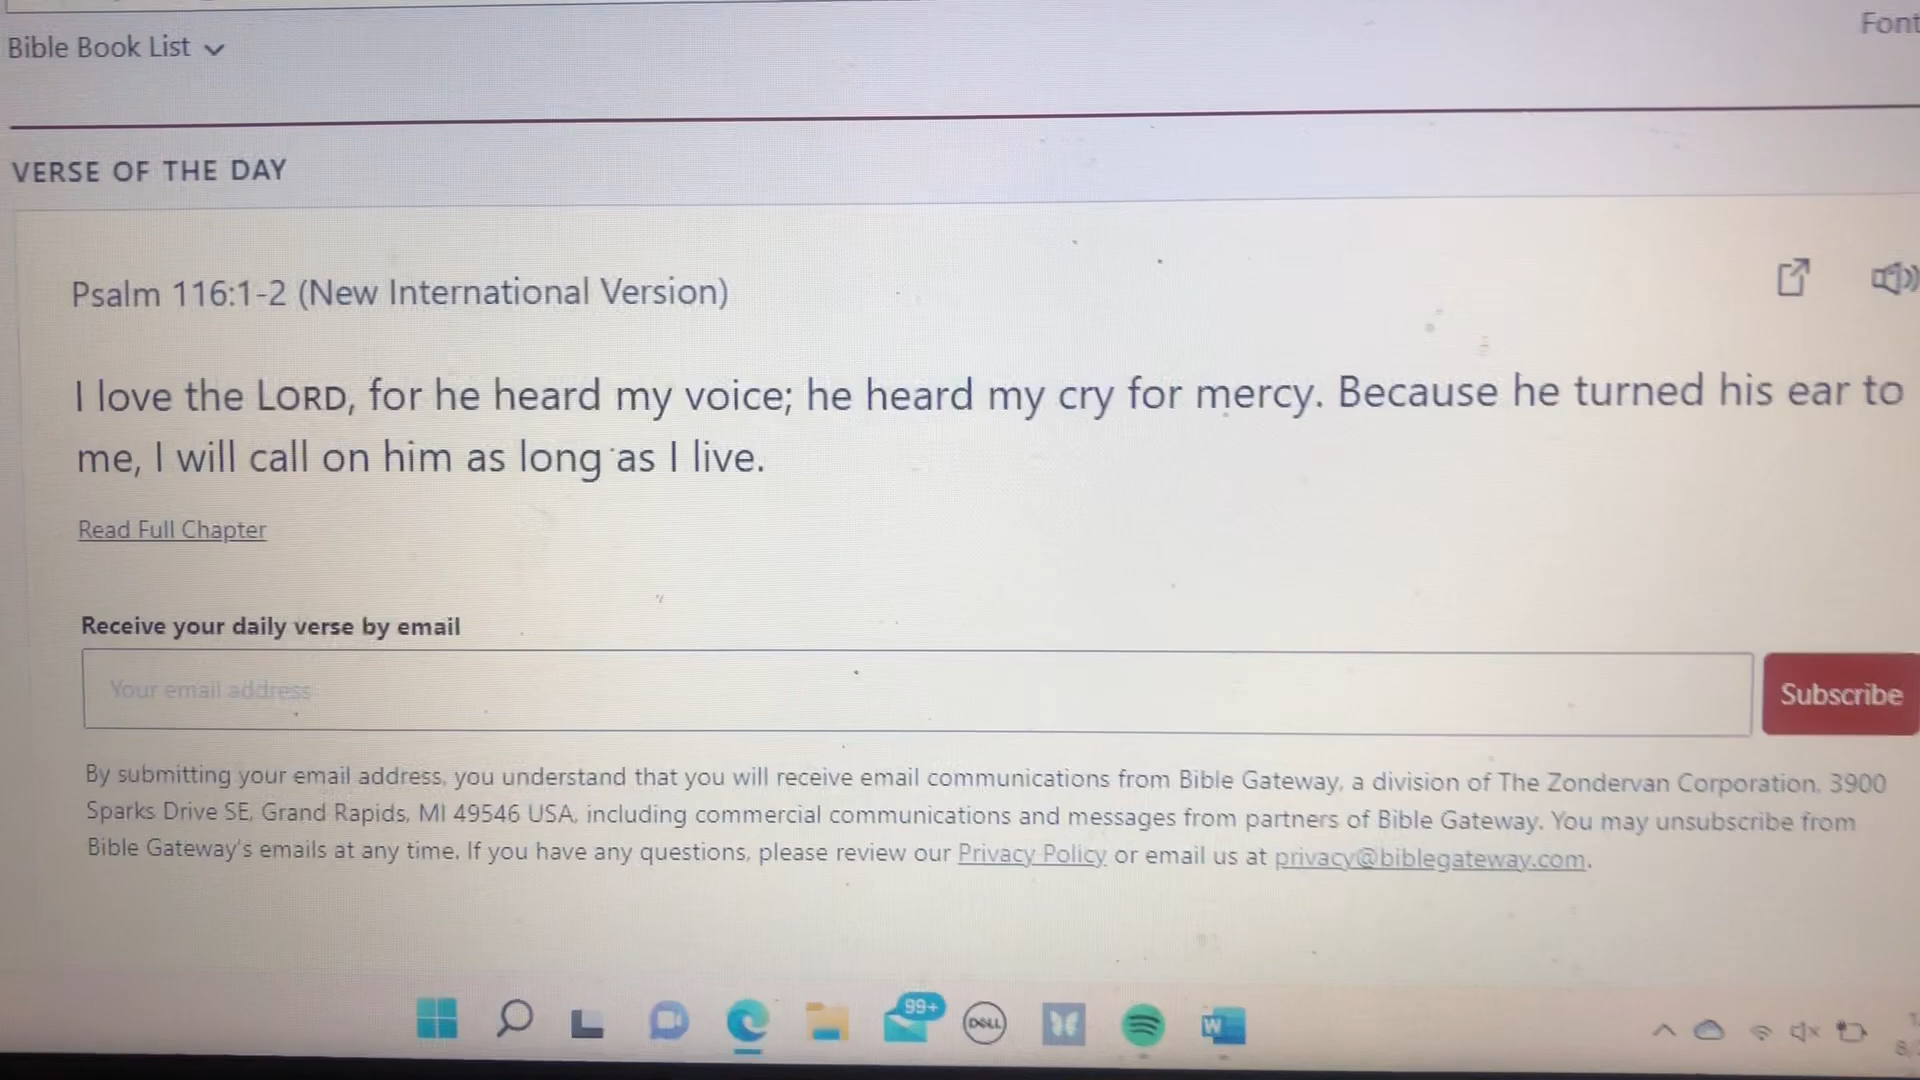 Bible Book List
Font
VERSE OF THE DAY
Psalm 116:1-2 (New International Version)
I love the LORD, for he heard my voice; he heard my cry for mercy. Because he turned his ear to
me, I will call on him as long as I live.
Read Full Chapter
Receive your daily verse by email
Your email address
Subscribe
By submitting your email address, you understand that you will receive email communications from Bible Gateway, a division of The Zondervan Corporation, 3900
Sparks Drive SE, Grand Rapids, MI 49546 USA, including commercial communications and messages from partners of Bible Gateway. You may unsubscribe from
Bible Gateway's emails at any time. If you have any questions, please review our Privacy Policy or email us at privacy@biblegateway.com.
99+
DELL
W